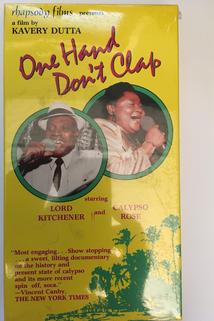 rhapsody films presents
a film by
KAVERY DUTTA
One Hand
Don't Clap
starring
LORD
KITCHENER
and
CALYPSO
ROSE
"Most engaging. . . Show stopping
. . .a sweet, lilting documentary
on the history and
present state of calypso
and its more recent
spin off, soca."
—Vincent Canby,
THE NEW YORK TIMES